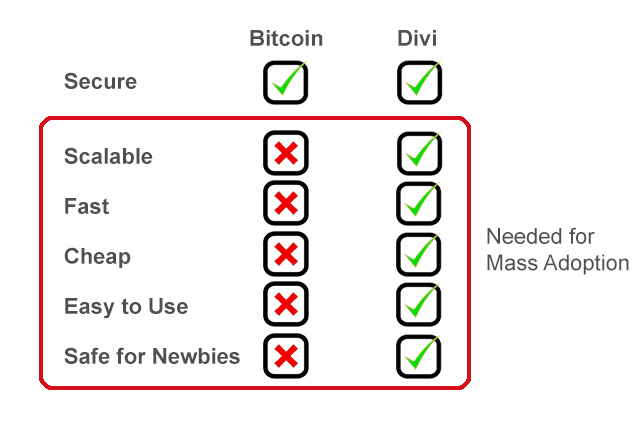 Bitcoin Divi
Secure
Scalable
Fast
Cheap
Easy to Use
Safe for Newbies
Needed for
Mass Adoption